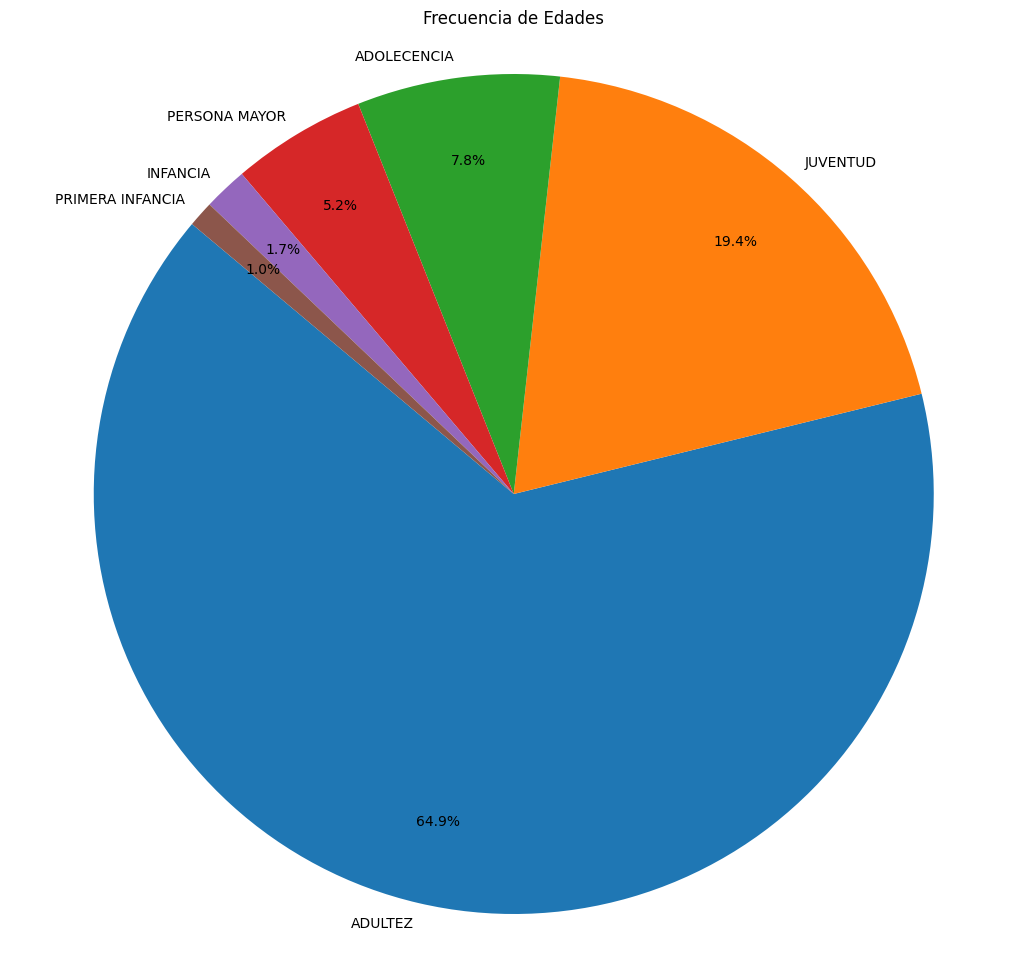 Frecuencia de Edades
ADOLECENCIA
PERSONA MAYOR
JUVENTUD
7.8%
INFANCIA
PRIMERA INFANCIA
5.2%
19.4%
1.7%
1.0%
64.9%
ADULTEZ